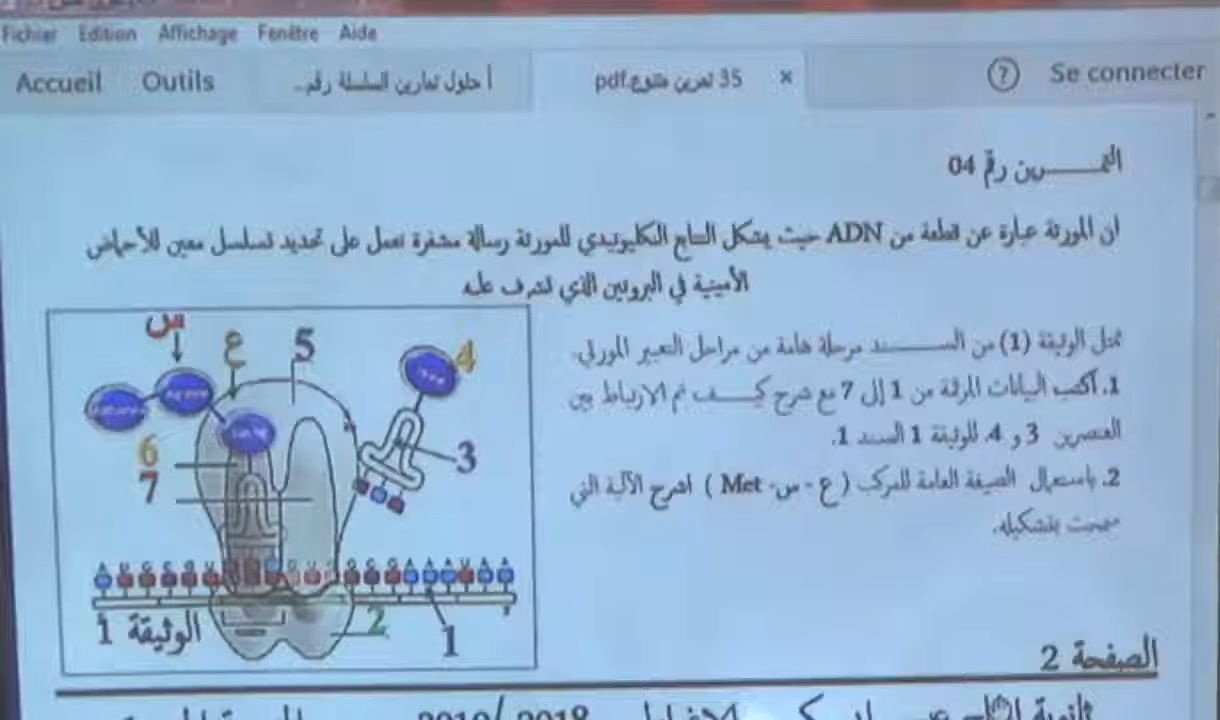 Fichier Edition Affichage Fenêtre Aide
Accueil Outils أ حلول تمارين السلسلة رقم... 35 تمرين متنوع.pdf × ? Se connecter
التمـــــرين رقم 04
ان المورثة عبارة عن قطعة من ADN حيث يشكل التتابع النكليوتيدي للمورثة رسالة مشفرة تعمل على تحديد تسلسل معين للأحماض
الأمينية في البروتين الذي تشرف عليه
تمثل الوثيقة (1) من الســــند مرحلة هامة من مراحل التعبير المورثي.
1. أكتب البيانات المرقمة من 1 إلى 7 مع شرح كيــف تم الارتباط بين
العنصرين 3 و 4. للوثيقة 1 السند 1.
2. باستعمال الصيغة العامة للمركب ( ع - س- Met ) اشرح الآلية التي
سمحت بتشكيله.
س
ع
5
4
6
3
7
2
1
الوثيقة 1
الصفحة 2
2019/ 2018